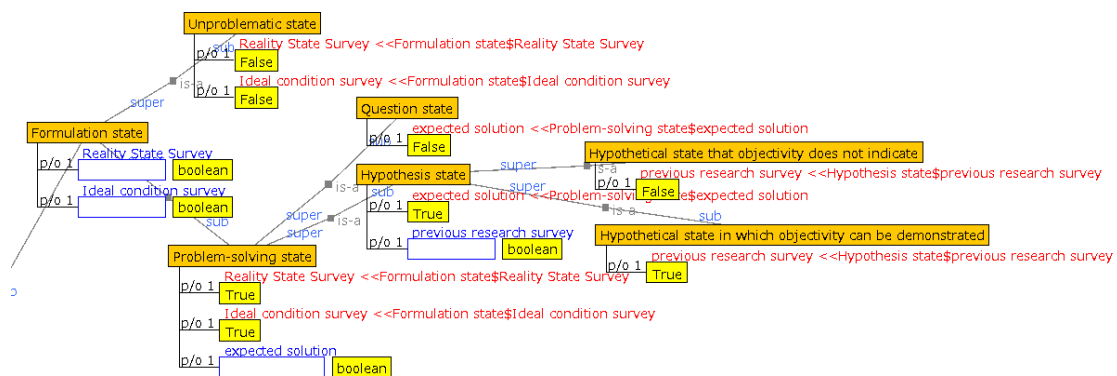 Unproblematic state
Reality State Survey <<Formulation state$Reality State Survey
sub
p/o 1
False
Ideal condition survey <<Formulation state$Ideal condition survey
is-a
p/o 1
False
super
Question state
expected solution <<Problem-solving state$expected solution
sub
p/o 1
False
Formulation state
Reality State Survey
p/o 1
boolean
Ideal condition survey
p/o 1
boolean
sub
Hypothetical state that objectivity does not indicate
super
is-a
previous research survey <<Hypothesis state$previous research survey
p/o 1
False
Hypothesis state
is-a
sub
super
expected solution <<Problem-solving state$expected solution
p/o 1
True
super
is-a
is-a
sub
super
previous research survey
p/o 1
boolean
Hypothetical state in which objectivity can be demonstrated
previous research survey <<Hypothesis state$previous research survey
p/o 1
True
Problem-solving state
Reality State Survey <<Formulation state$Reality State Survey
p/o 1
True
Ideal condition survey <<Formulation state$Ideal condition survey
p/o 1
True
expected solution
p/o 1
boolean